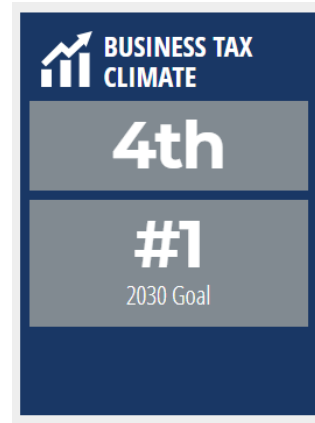 BUSINESS TAX
CLIMATE
4th
#1
2030 Goal